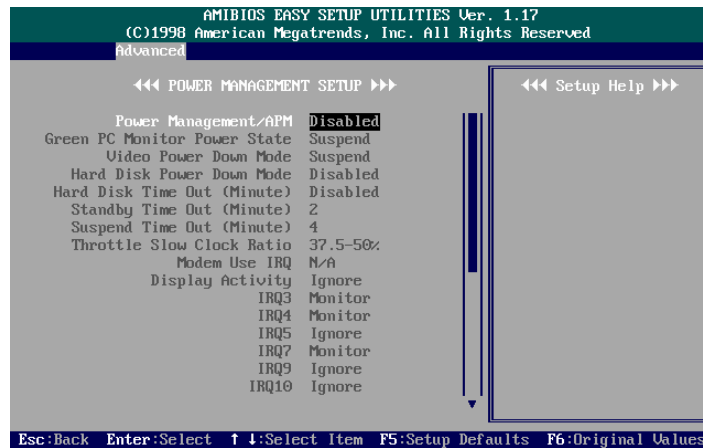 AMIBIOS EASY SETUP UTILITIES Ver. 1.17
(C)1998 American Megatrends, Inc. All Rights Reserved
Advanced
POWER MANAGEMENT SETUP
Setup Help
Power Management/APM Disabled
Green PC Monitor Power State Suspend
Video Power Down Mode Suspend
Hard Disk Power Down Mode Disabled
Hard Disk Time Out (Minute) Disabled
Standby Time Out (Minute) 2
Suspend Time Out (Minute) 4
Throttle Slow Clock Ratio 37.5-50%
Modem Use IRQ N/A
Display Activity Ignore
IRQ3 Monitor
IRQ4 Monitor
IRQ5 Ignore
IRQ7 Monitor
IRQ9 Ignore
IRQ10 Ignore
Esc:Back Enter:Select ↑ ↓:Select Item F5:Setup Defaults F6:Original Values